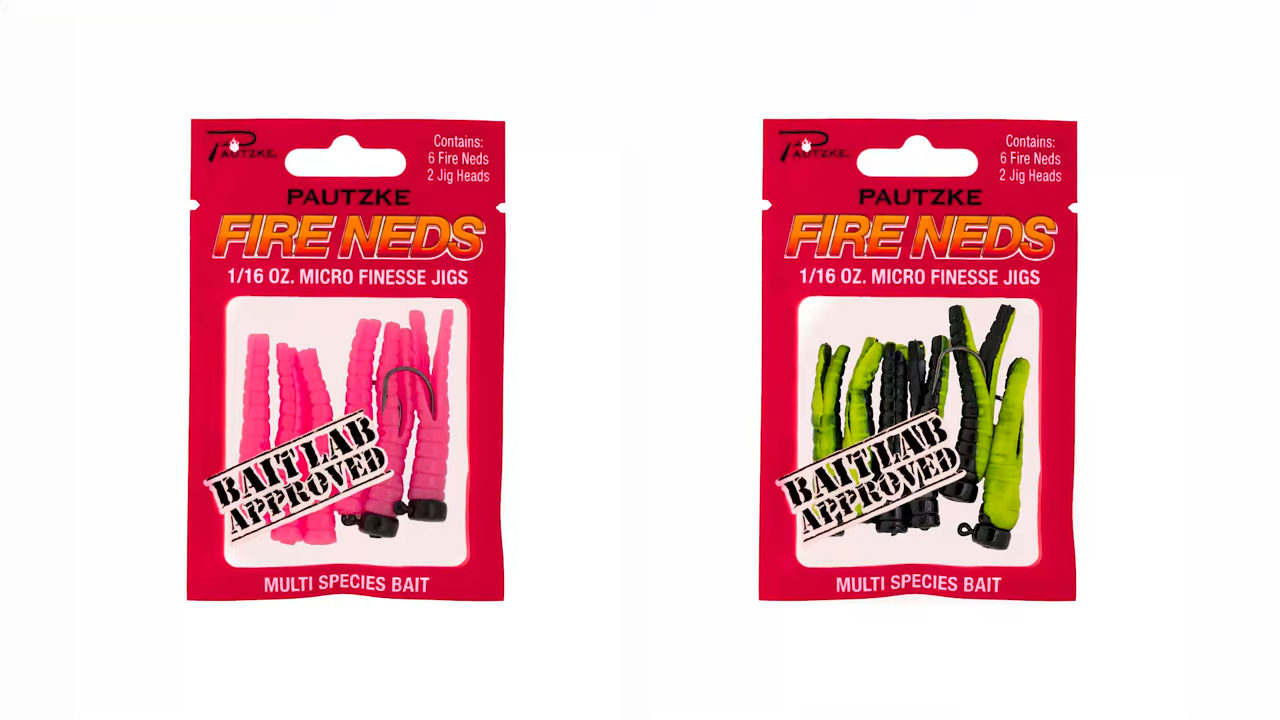 PAUTZKE
Contains:
6 Fire Neds
2 Jig Heads
PAUTZKE
FIRE NEDS
1/16 OZ. MICRO FINESSE JIGS
BAIT LAB
APPROVED
MULTI SPECIES BAIT
PAUTZKE
Contains:
6 Fire Neds
2 Jig Heads
PAUTZKE
FIRE NEDS
1/16 OZ. MICRO FINESSE JIGS
BAIT LAB
APPROVED
MULTI SPECIES BAIT